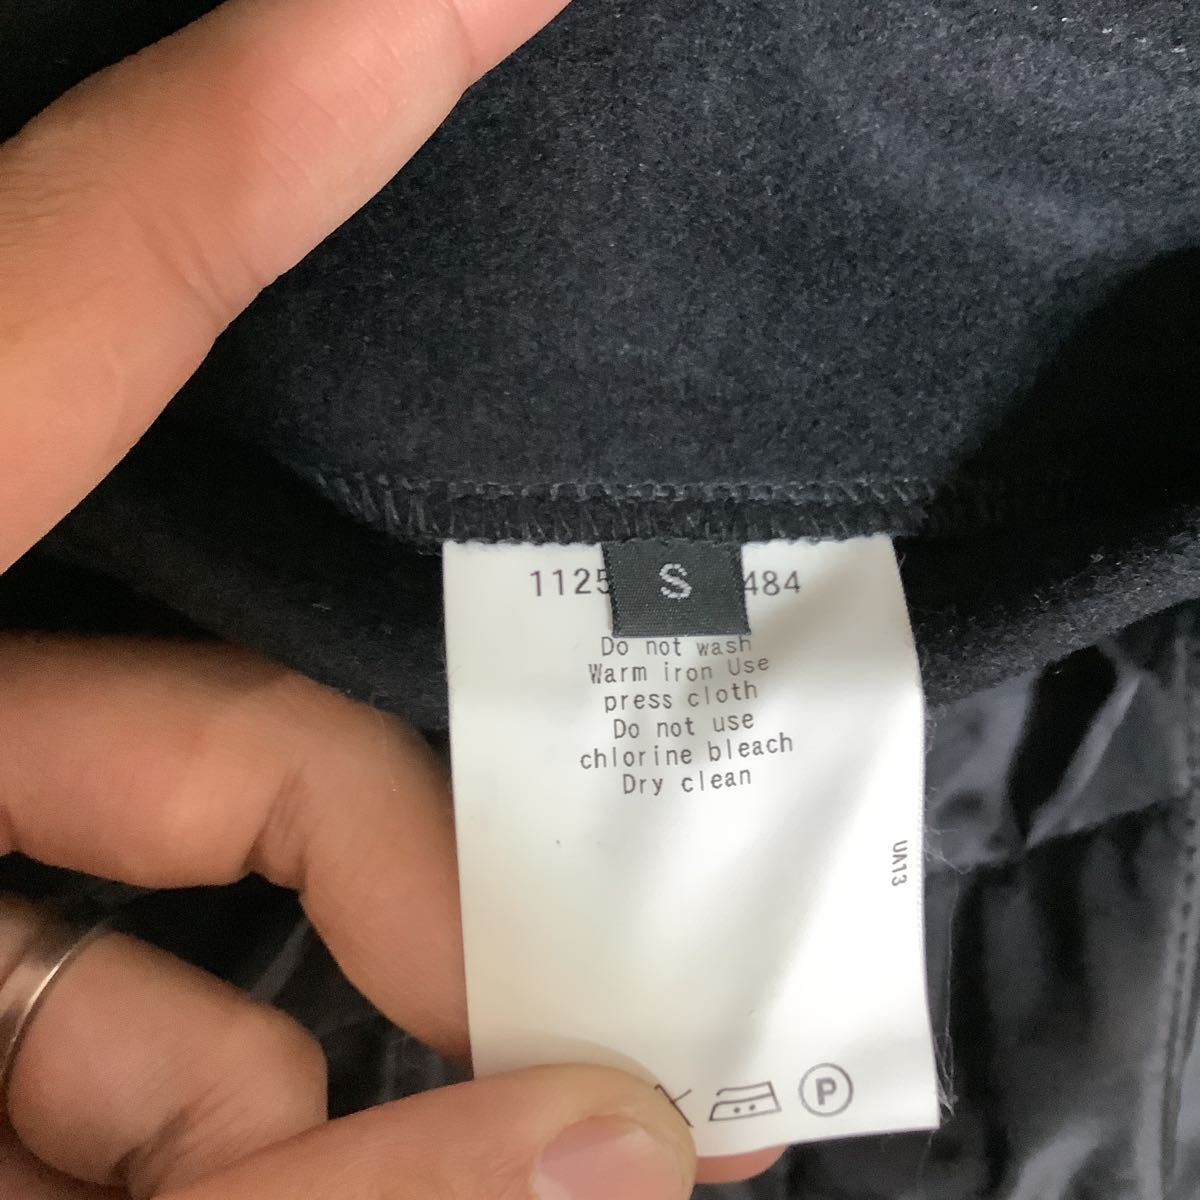 1125 S 484
Do not wash
Warm iron Use
press cloth
Do not use
chlorine bleach
Dry clean
UA13
P